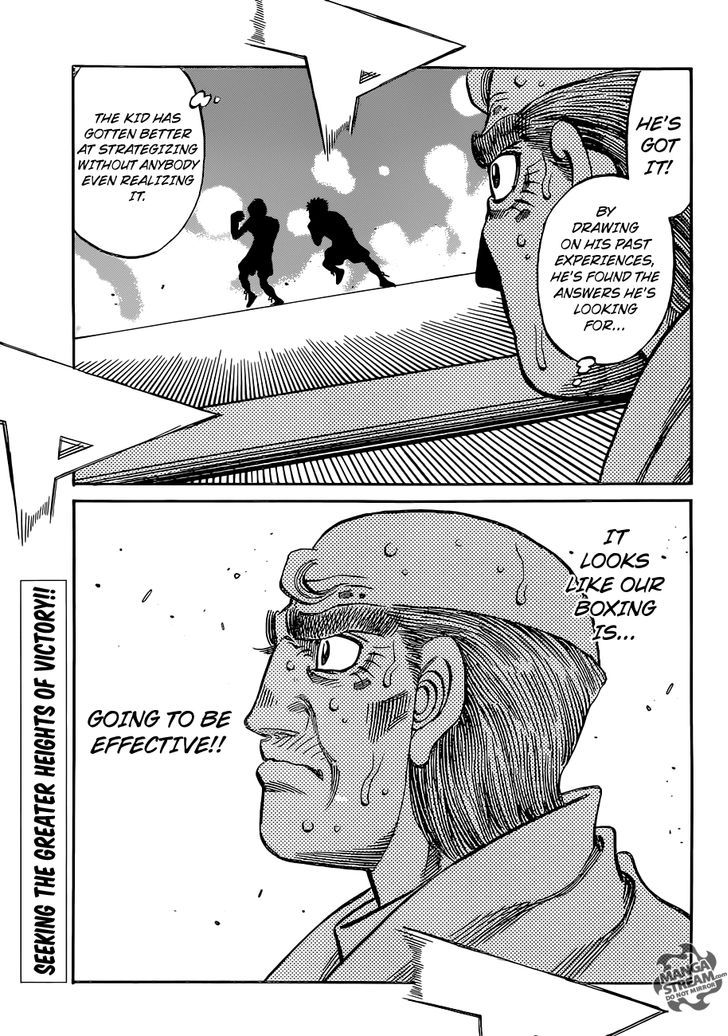 HE'S
GOT
IT!
BY
DRAWING
ON HIS PAST
EXPERIENCES,
HE'S FOUND THE
ANSWERS HE'S
LOOKING
FOR...
THE KID HAS
GOTTEN BETTER
AT STRATEGIZING
WITHOUT ANYBODY
EVEN REALIZING
IT.
IT
LOOKS
LIKE OUR
BOXING
IS...
GOING TO BE
EFFECTIVE!!
SEEKING THE GREATER HEIGHTS OF VICTORY!!
MANGA
STREAM.COM
DO NOT MIRROR